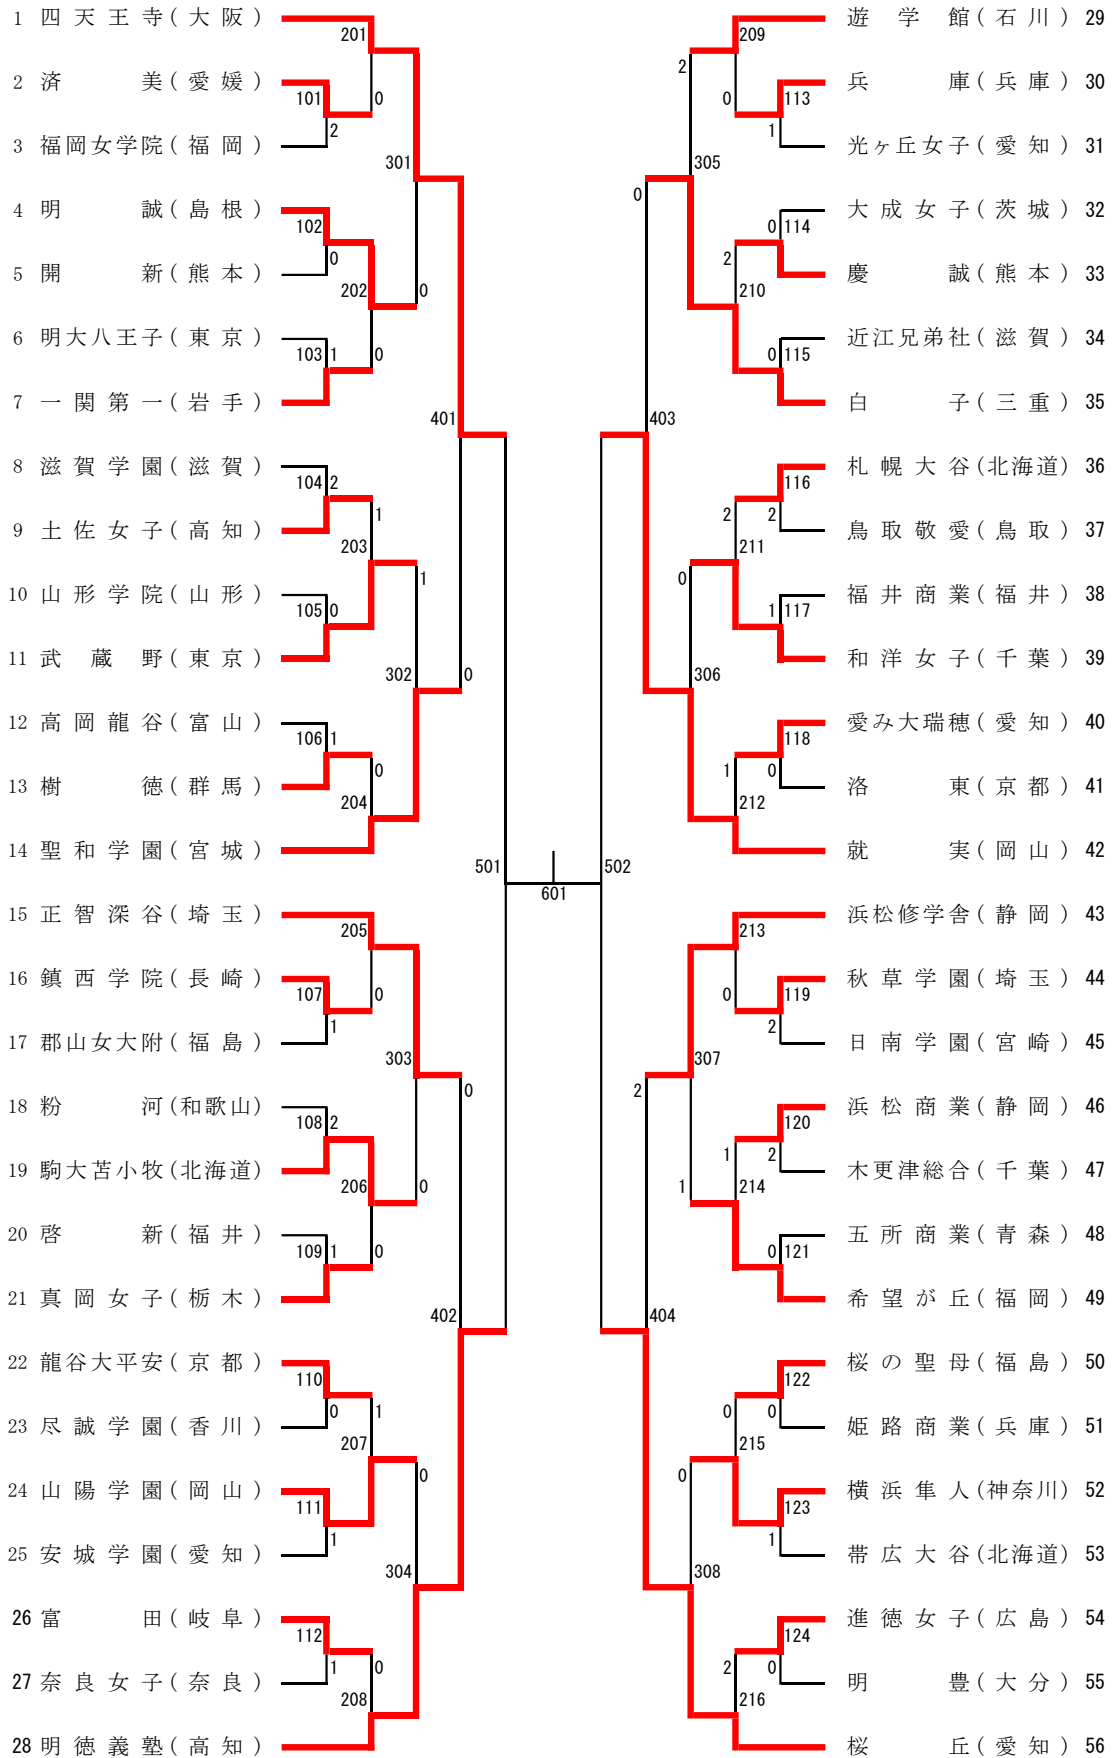 1 四天王寺(大阪)
201
2 済美(愛媛)
101
0
2
3 福岡女学院(福岡)
301
4 明誠(島根)
102
0
5 開新(熊本)
202
0
6 明大八王子(東京)
103
1
0
7 一関第一(岩手)
401
8 滋賀学園(滋賀)
104
2
1
9 土佐女子(高知)
203
1
10 山形学院(山形)
105
0
11 武蔵野(東京)
302
0
12 高岡龍谷(富山)
106
1
0
13 樹徳(群馬)
204
14 聖和学園(宮城)
501
15 正智深谷(埼玉)
205
16 鎮西学院(長崎)
107
0
1
17 郡山女大附(福島)
303
0
18 粉河(和歌山)
108
2
19 駒大苫小牧(北海道)
206
0
20 啓新(福井)
109
1
0
21 真岡女子(栃木)
402
22 龍谷大平安(京都)
110
0
1
23 尽誠学園(香川)
207
0
24 山陽学園(岡山)
111
1
25 安城学園(愛知)
304
26 富田(岐阜)
112
1
0
27 奈良女子(奈良)
208
28 明徳義塾(高知)
601
遊学館(石川) 29
209
2
兵庫(兵庫) 30
0
113
1
光ヶ丘女子(愛知) 31
305
0
大成女子(茨城) 32
0
114
2
慶誠(熊本) 33
210
近江兄弟社(滋賀) 34
0
115
白子(三重) 35
403
札幌大谷(北海道) 36
116
2
2
鳥取敬愛(鳥取) 37
211
0
福井商業(福井) 38
1
117
和洋女子(千葉) 39
306
愛み大瑞穂(愛知) 40
118
1
0
洛東(京都) 41
212
就実(岡山) 42
502
浜松修学舎(静岡) 43
213
秋草学園(埼玉) 44
0
119
2
日南学園(宮崎) 45
307
2
浜松商業(静岡) 46
120
1
2
木更津総合(千葉) 47
1
214
五所商業(青森) 48
0
121
希望が丘(福岡) 49
404
桜の聖母(福島) 50
122
0
0
姫路商業(兵庫) 51
215
0
横浜隼人(神奈川) 52
123
1
帯広大谷(北海道) 53
308
進徳女子(広島) 54
124
2
0
明豊(大分) 55
216
桜丘(愛知) 56